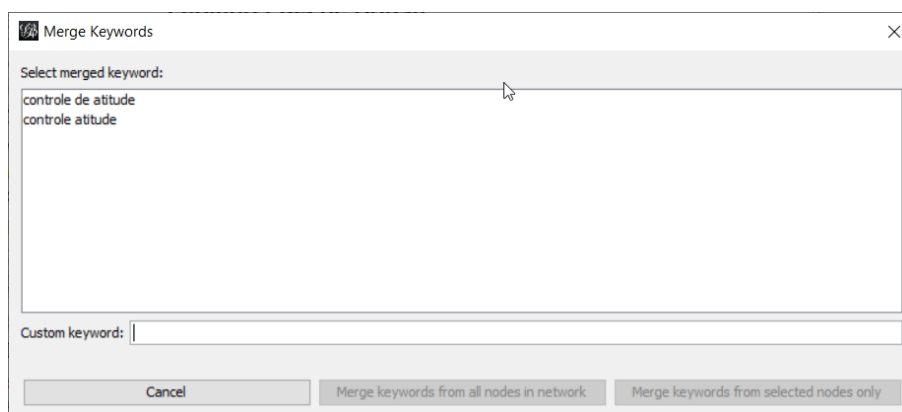 Merge Keywords
Select merged keyword:
controle de atitude
controle atitude
Custom keyword:
Cancel
Merge keywords from all nodes in network
Merge keywords from selected nodes only